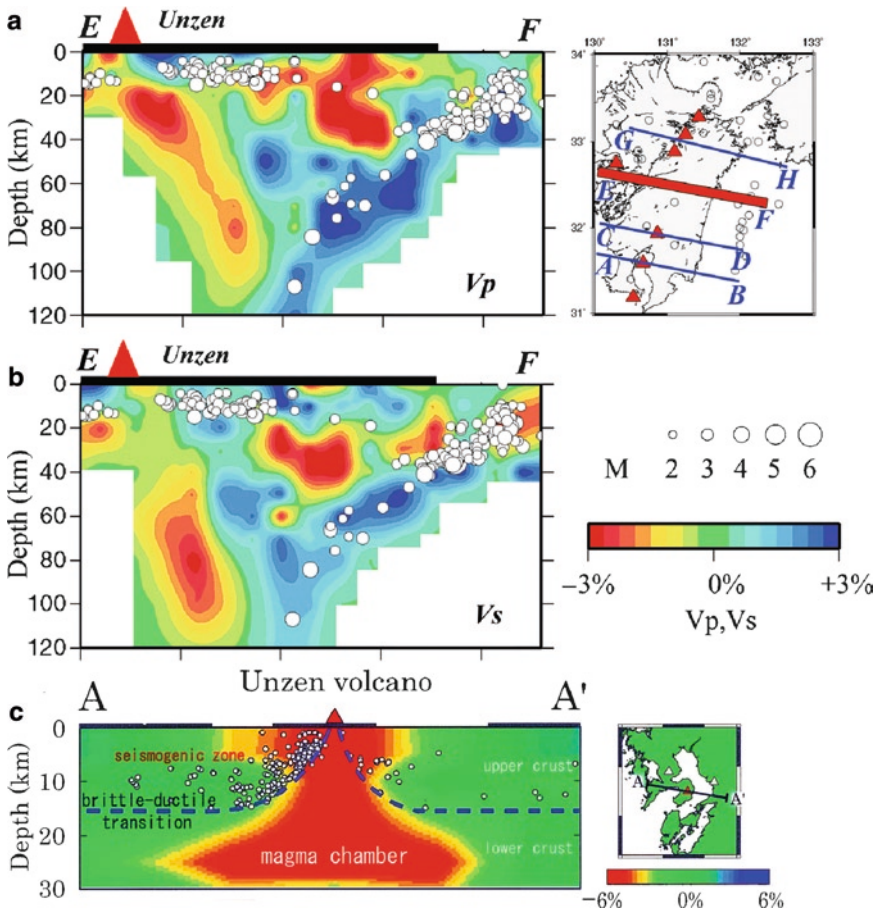 a
E
Unzen
F
0
20
40
60
80
100
120
Depth (km)
Vp
130˚
131˚
132˚
133˚
34˚
33˚
32˚
31˚
G
H
E
F
C
D
A
B
b
E
Unzen
F
0
20
40
60
80
100
120
Depth (km)
Vs
M 2 3 4 5 6
−3% 0% +3%
Vp,Vs
Unzen volcano
c
A
A'
0
10
20
30
Depth (km)
seismogenic zone
upper crust
brittle-ductile
transition
lower crust
magma chamber
A
A'
−6% 0% 6%